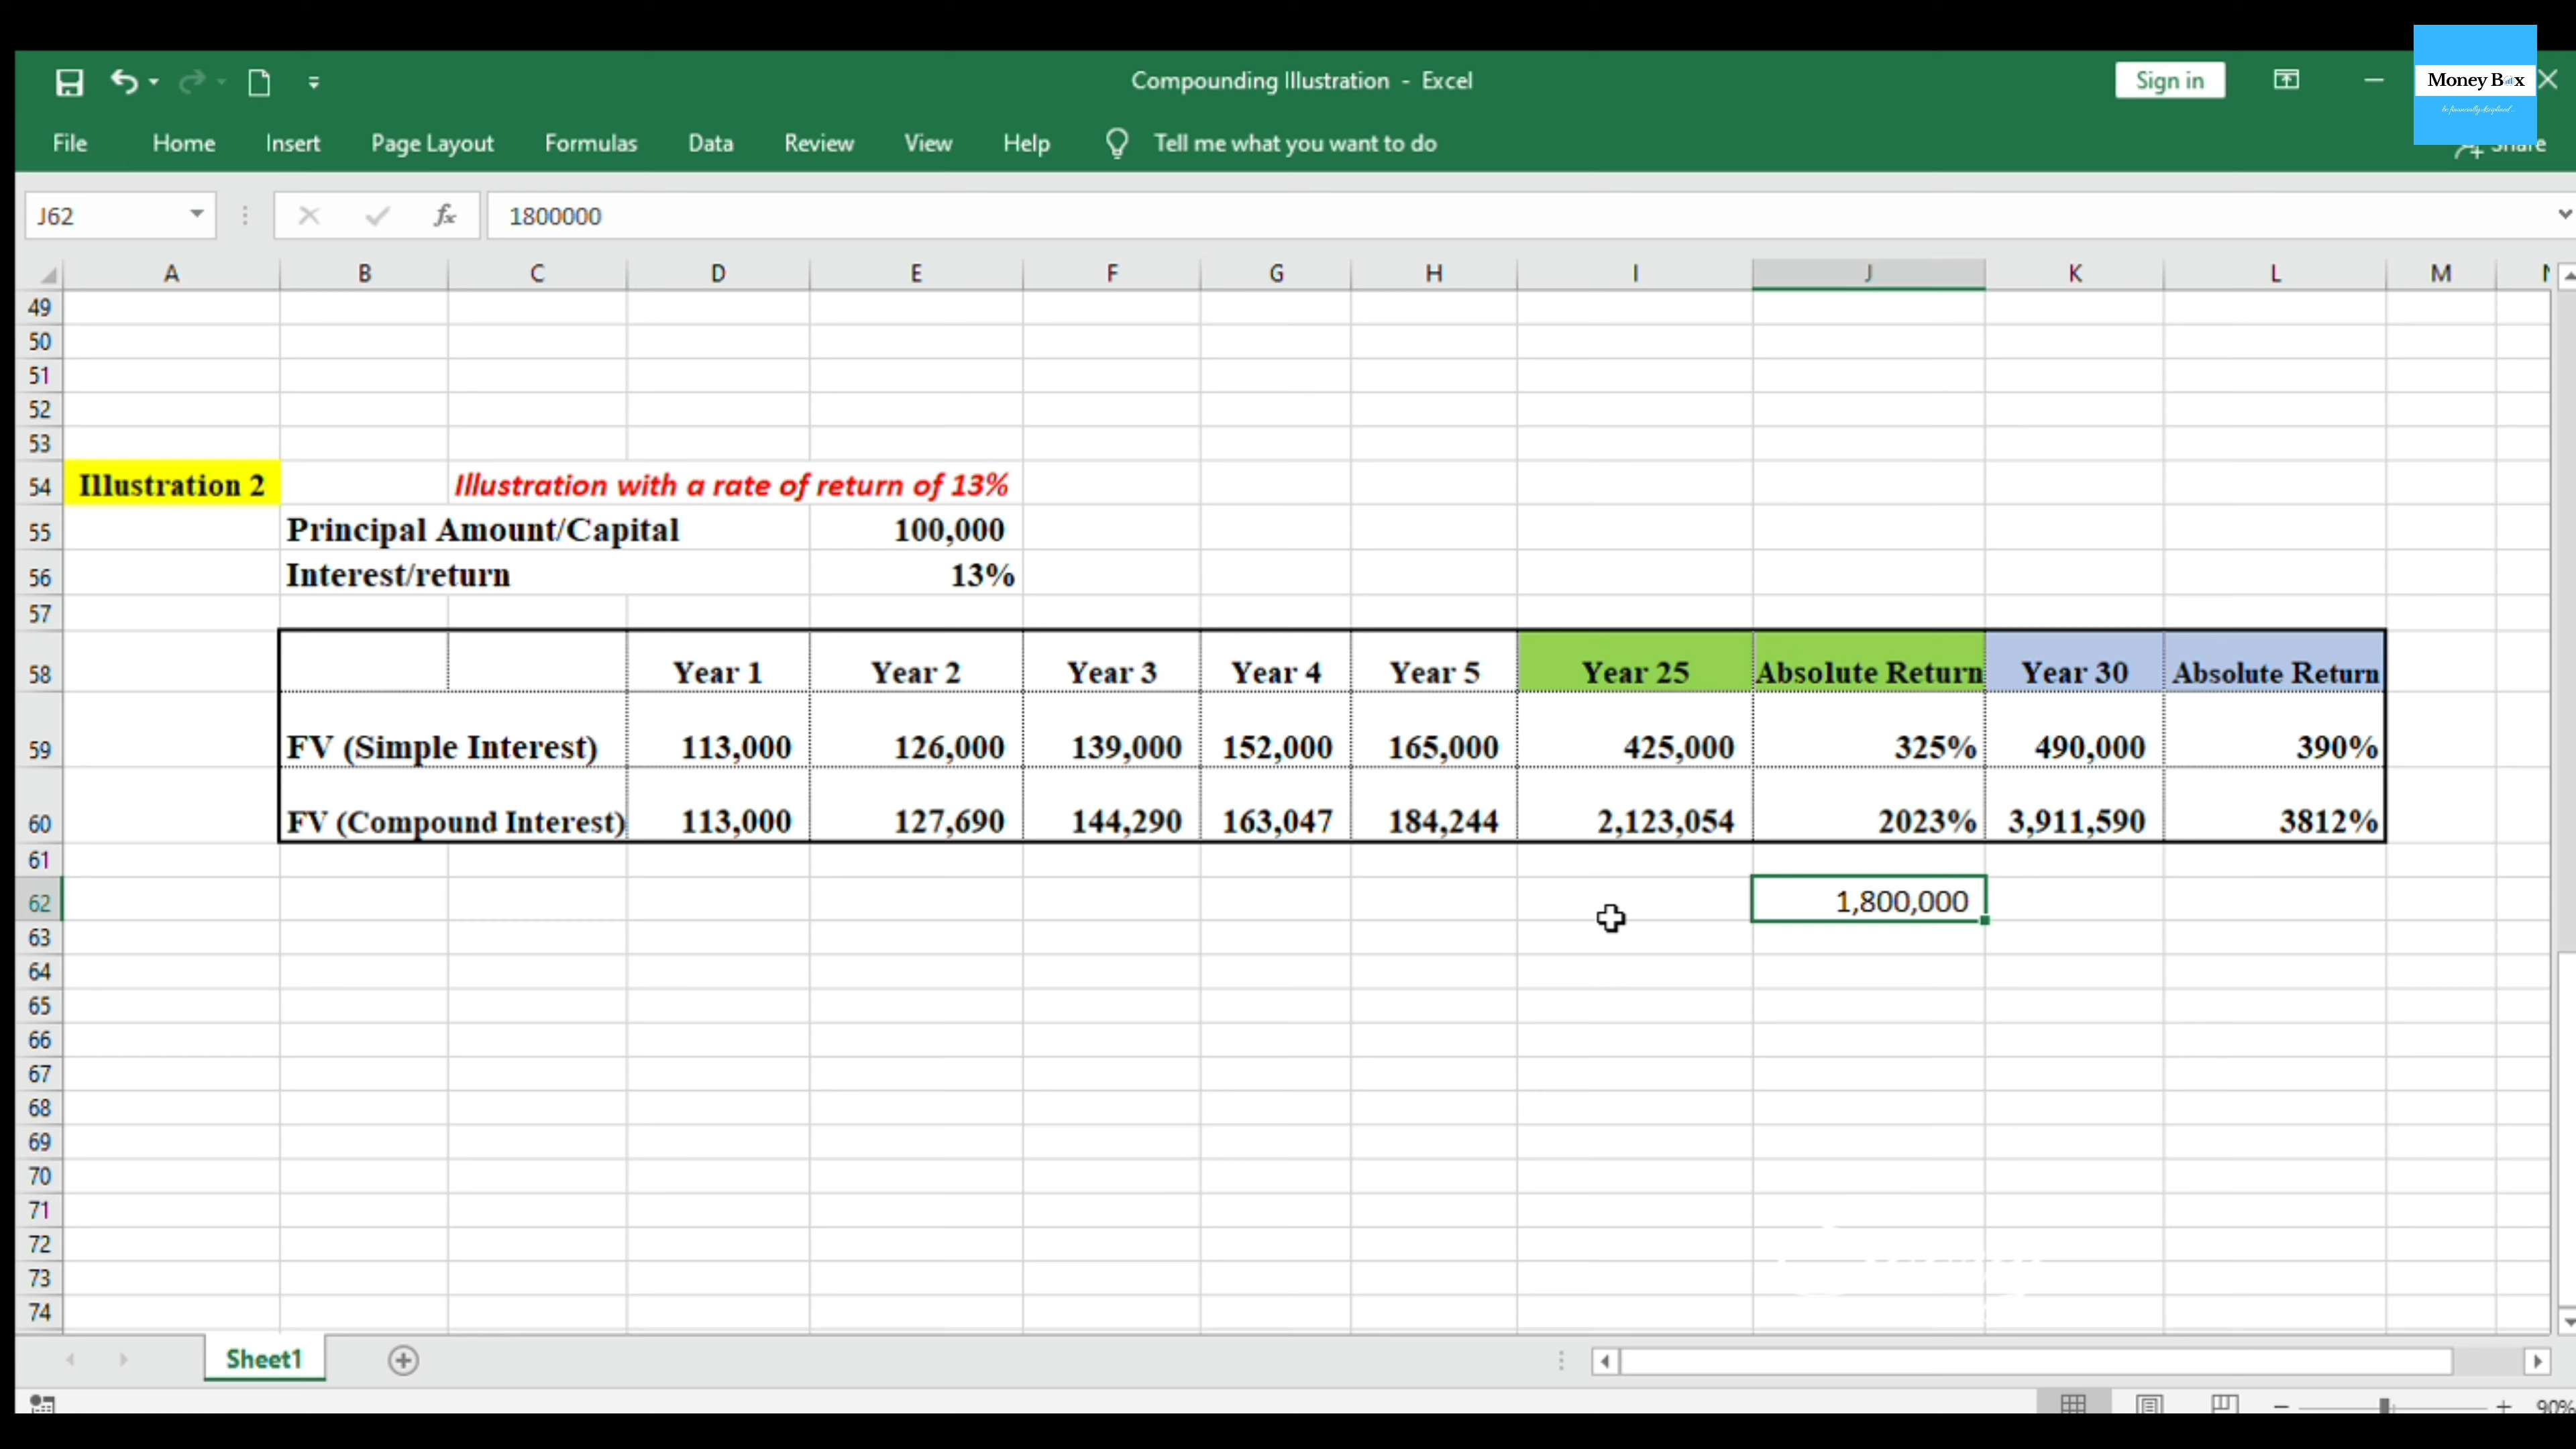 Compounding Illustration - Excel
Sign in
Money Box
File Home Insert Page Layout Formulas Data Review View Help Tell me what you want to do Share
J62 fx 1800000
A B C D E F G H I J K L M
49
50
51
52
53
54 Illustration 2 Illustration with a rate of return of 13%
55 Principal Amount/Capital 100,000
56 Interest/return 13%
57
58 Year 1 Year 2 Year 3 Year 4 Year 5 Year 25 Absolute Return Year 30 Absolute Return
59 FV (Simple Interest) 113,000 126,000 139,000 152,000 165,000 425,000 325% 490,000 390%
60 FV (Compound Interest) 113,000 127,690 144,290 163,047 184,244 2,123,054 2023% 3,911,590 3812%
61
62 1,800,000
63
64
65
66
67
68
69
70
71
72
73
74
Sheet1
90%